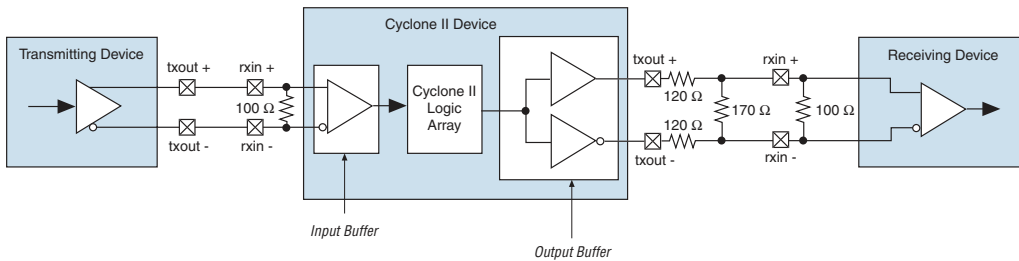 Cyclone II Device
Transmitting Device
Receiving Device
txout +
rxin +
txout +
rxin +
100 Ω
Cyclone II
Logic
Array
120 Ω
170 Ω
100 Ω
120 Ω
txout -
rxin -
txout -
rxin -
Input Buffer
Output Buffer